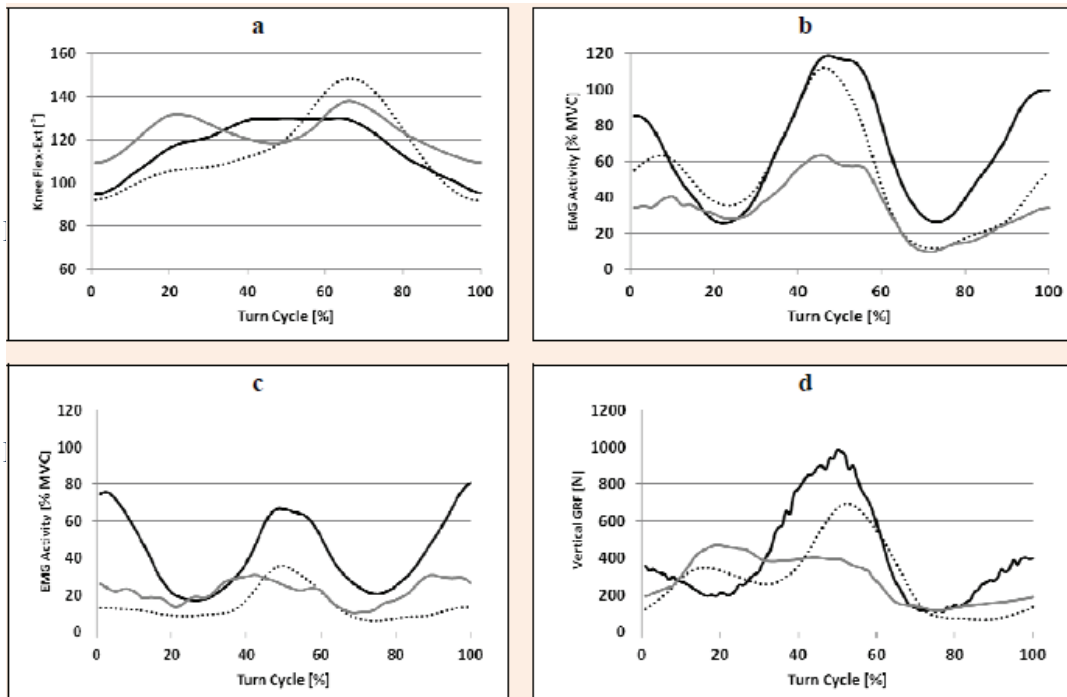 a
160
140
120
100
80
60
Knee Flex-Ext [°]
0 20 40 60 80 100
Turn Cycle [%]
b
120
100
80
60
40
20
0
EMG Activity [% MVC]
0 20 40 60 80 100
Turn Cycle [%]
c
120
100
80
60
40
20
0
EMG Activity [% MVC)
0 20 40 60 80 100
Turn Cycle [%]
d
1200
1000
800
600
400
200
0
Vertical GRF [N]
0 20 40 60 80 100
Turn Cycle [%]